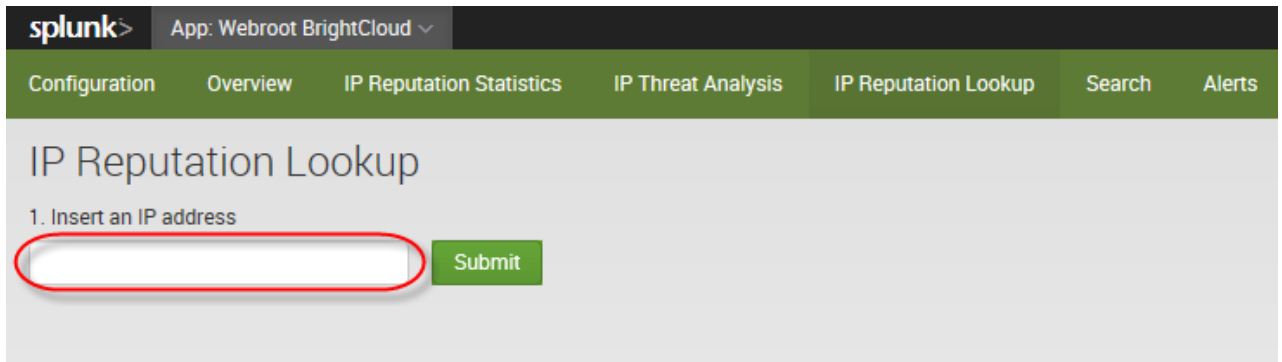 splunk> App: Webroot BrightCloud
Configuration Overview IP Reputation Statistics IP Threat Analysis IP Reputation Lookup Search Alerts
IP Reputation Lookup
1. Insert an IP address
Submit